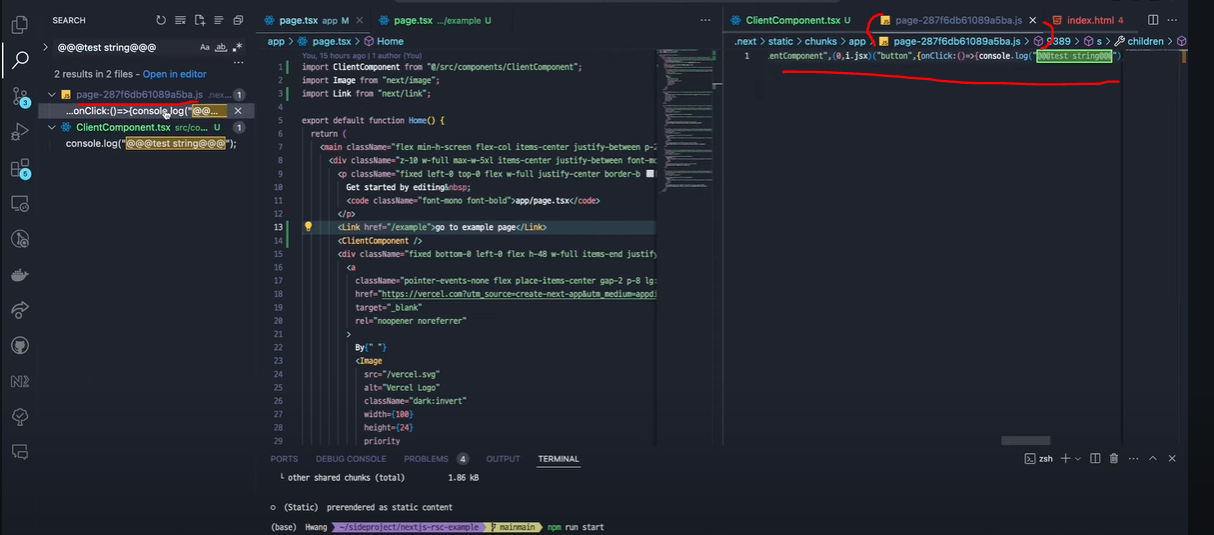 SEARCH
@@@test string@@@
Aa
ab
2 results in 2 files - Open in editor
page-287f6db61089a5ba.js .nex... 1
...onClick:()=>{console.log("@@...
ClientComponent.tsx src/co... U 1
console.log("@@@test string@@@");
3
5
page.tsx app M
page.tsx .../example U
app > page.tsx > Home
You, 15 hours ago | 1 author (You)
1 import ClientComponent from "@/src/components/ClientComponent";
2 import Image from "next/image";
3 import Link from "next/link";
4
5 export default function Home() {
6 return (
7 <main className="flex min-h-screen flex-col items-center justify-between p-2
8 <div className="z-10 w-full max-w-5xl items-center justify-between font-mo
9 <p className="fixed left-0 top-0 flex w-full justify-center border-b
10 Get started by editing&nbsp;
11 <code className="font-mono font-bold">app/page.tsx</code>
12 </p>
13 <Link href="/example">go to example page</Link>
14 <ClientComponent />
15 <div className="fixed bottom-0 left-0 flex h-48 w-full items-end justify
16 <a
17 className="pointer-events-none flex place-items-center gap-2 p-8 lg:
18 href="https://vercel.com?utm_source=create-next-app&utm_medium=appdi
19 target="_blank"
20 rel="noopener noreferrer"
21 >
22 By{" "}
23 <Image
24 src="/vercel.svg"
25 alt="Vercel Logo"
26 className="dark:invert"
27 width={100}
28 height={24}
29 priority
ClientComponent.tsx U
page-287f6db61089a5ba.js
index.html 4
.next > static > chunks > app > page-287f6db61089a5ba.js > 9389 > s > children >
1 .entComponent",(0,i.jsx)("button",{onClick:()=>{console.log("@@@test string@@@")
PORTS DEBUG CONSOLE PROBLEMS 4 OUTPUT TERMINAL
zsh
└ other shared chunks (total) 1.86 kB
○ (Static) prerendered as static content
(base) Hwang ~/sideproject/nextjs-rsc-example mainmain npm run start
N2